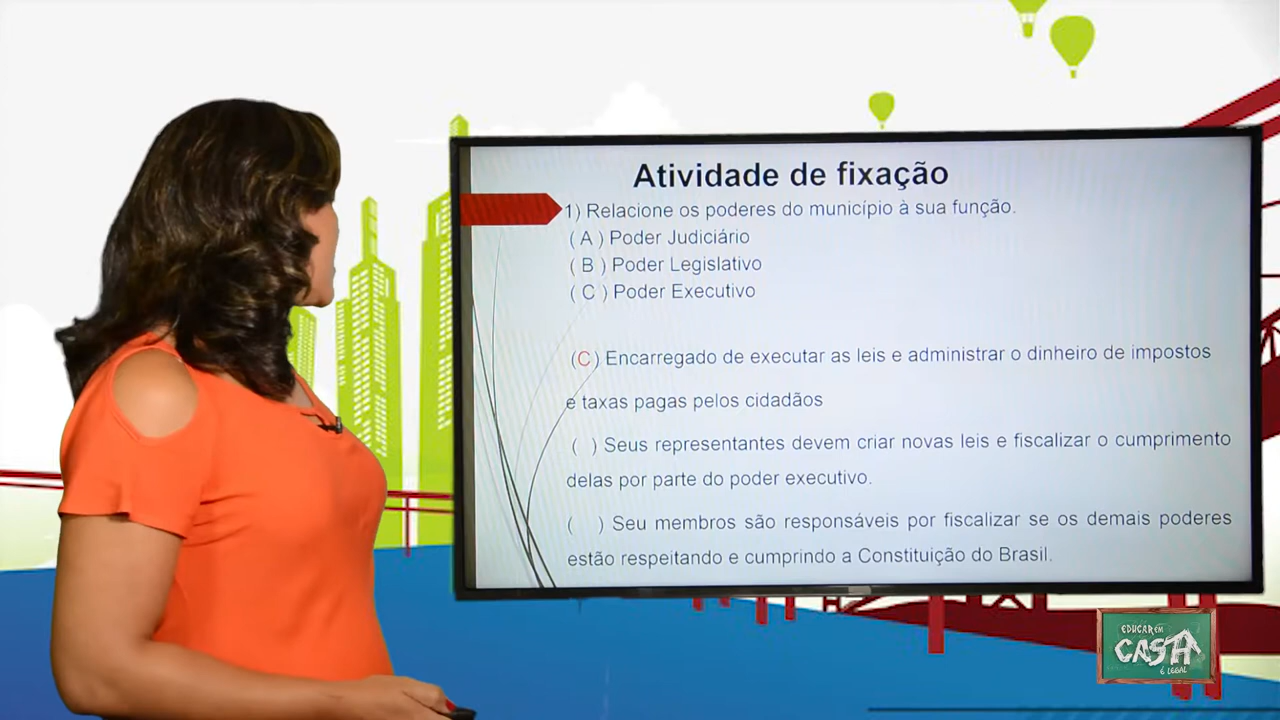 Atividade de fixação
1) Relacione os poderes do município à sua função.
( A ) Poder Judiciário
( B ) Poder Legislativo
( C ) Poder Executivo
(C) Encarregado de executar as leis e administrar o dinheiro de impostos
e taxas pagas pelos cidadãos
( ) Seus representantes devem criar novas leis e fiscalizar o cumprimento
delas por parte do poder executivo.
( ) Seu membros são responsáveis por fiscalizar se os demais poderes
estão respeitando e cumprindo a Constituição do Brasil.
EDUCAR EM
CASA
É LEGAL